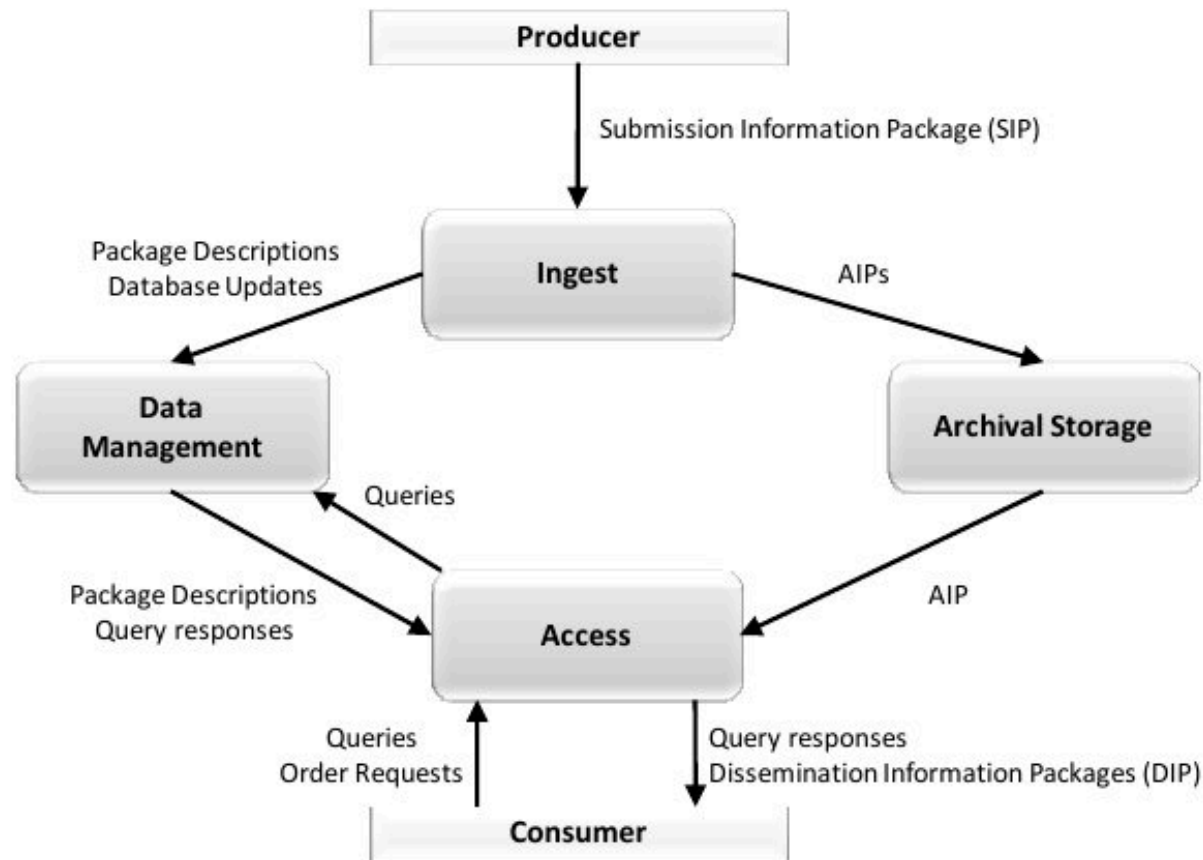 Producer
Submission Information Package (SIP)
Package Descriptions
Database Updates
Ingest
AIPs
Data
Management
Archival Storage
Queries
Package Descriptions
Query responses
AIP
Access
Queries
Order Requests
Query responses
Dissemination Information Packages (DIP)
Consumer